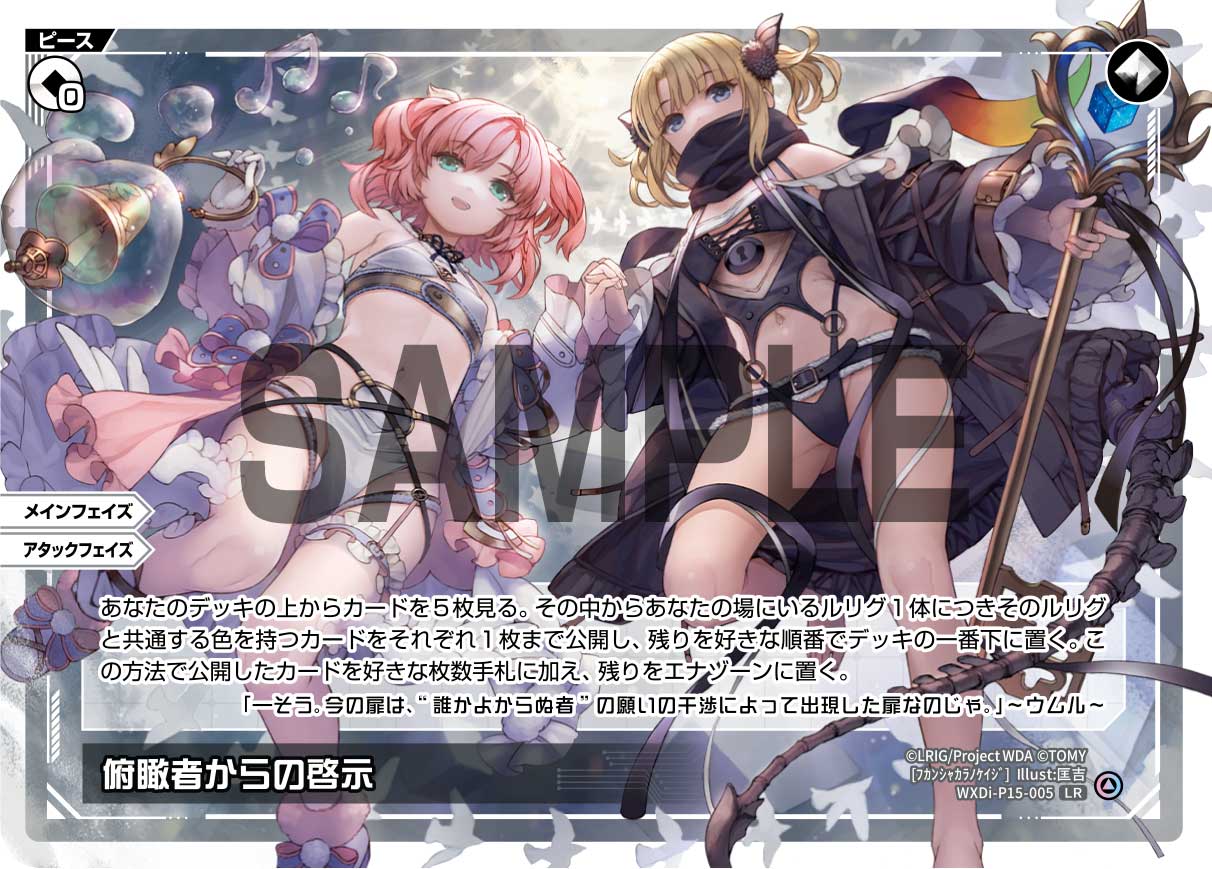 ピース
0
SAMPLE
メインフェイズ
アタックフェイズ
あなたのデッキの上からカードを5枚見る。その中からあなたの場にいるルリグ1体につきそのルリグ
と共通する色を持つカードをそれぞれ1枚まで公開し、残りを好きな順番でデッキの一番下に置く。こ
の方法で公開したカードを好きな枚数手札に加え、残りをエナゾーンに置く。
「―そう。今の扉は、“誰かよからぬ者”の願いの干渉によって出現した扉なのじゃ。」~ウムル~
俯瞰者からの啓示
©LRIG/Project WDA ©TOMY
[フカンシャカラノケイジ] Illust:匡吉
WXDi-P15-005 LR